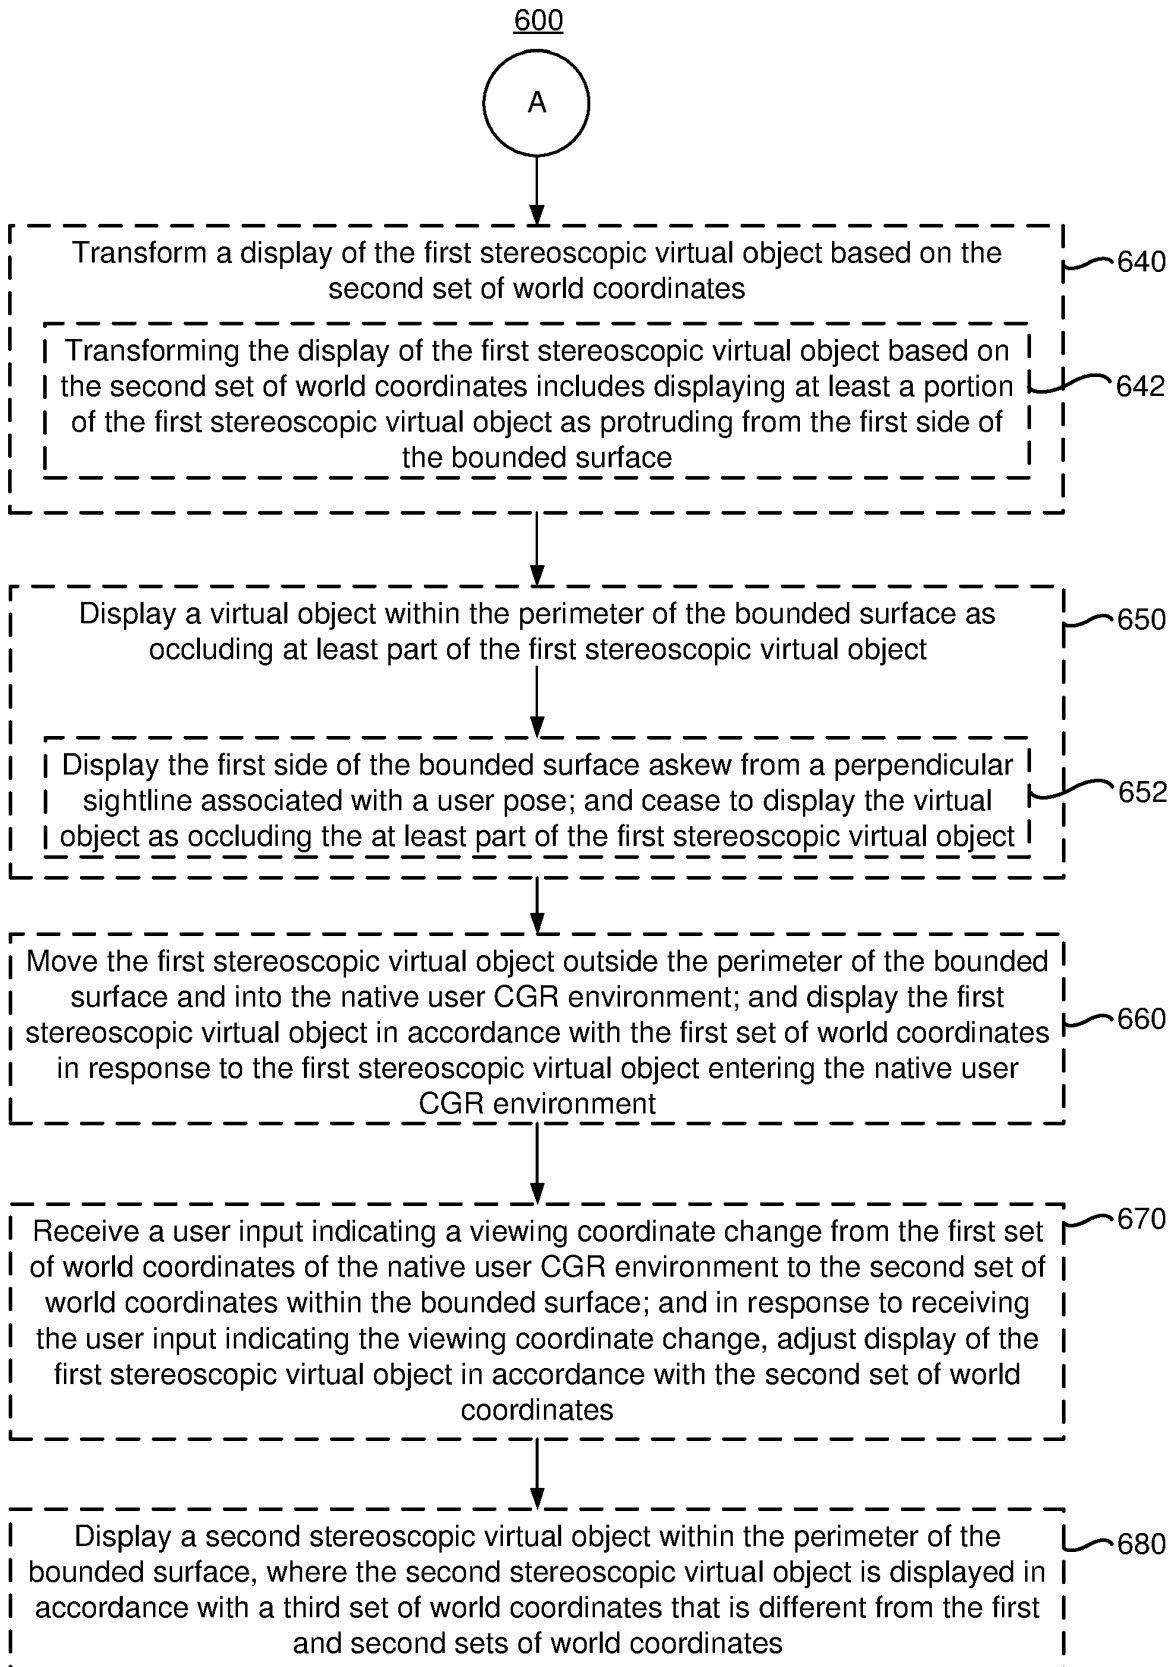 600
A
Transform a display of the first stereoscopic virtual object based on the
second set of world coordinates
640
Transforming the display of the first stereoscopic virtual object based on
the second set of world coordinates includes displaying at least a portion
of the first stereoscopic virtual object as protruding from the first side of
the bounded surface
642
Display a virtual object within the perimeter of the bounded surface as
occluding at least part of the first stereoscopic virtual object
650
Display the first side of the bounded surface askew from a perpendicular
sightline associated with a user pose; and cease to display the virtual
object as occluding the at least part of the first stereoscopic virtual object
652
Move the first stereoscopic virtual object outside the perimeter of the bounded
surface and into the native user CGR environment; and display the first
stereoscopic virtual object in accordance with the first set of world coordinates
in response to the first stereoscopic virtual object entering the native user
CGR environment
660
Receive a user input indicating a viewing coordinate change from the first set
of world coordinates of the native user CGR environment to the second set of
world coordinates within the bounded surface; and in response to receiving
the user input indicating the viewing coordinate change, adjust display of the
first stereoscopic virtual object in accordance with the second set of world
coordinates
670
Display a second stereoscopic virtual object within the perimeter of the
bounded surface, where the second stereoscopic virtual object is displayed in
accordance with a third set of world coordinates that is different from the first
and second sets of world coordinates
680